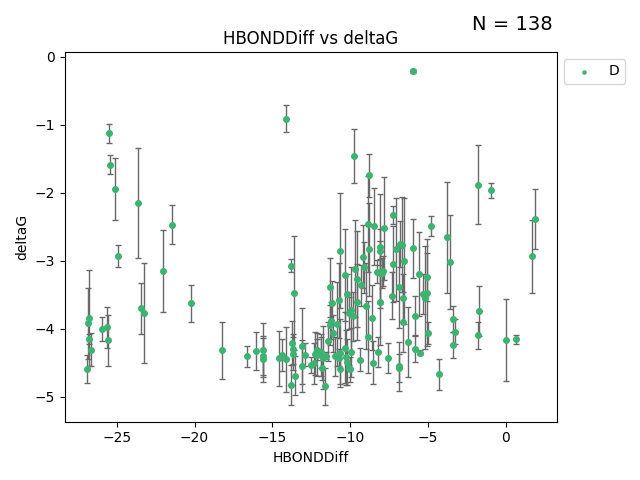 N = 138
HBONDDiff vs deltaG
D
0
−1
−2
−3
−4
−5
deltaG
−25 −20 −15 −10 −5 0
HBONDDiff